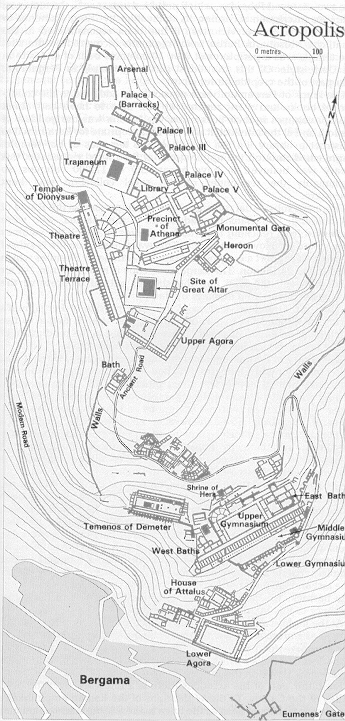 Acropolis
0 metres 100
N
Arsenal
Palace I
(Barracks)
Palace II
Palace III
Trajaneum
Palace IV
Temple
of Dionysus
Library
Palace V
Precinct
of
Athena
Theatre
Monumental Gate
Heroon
Theatre
Terrace
Site of
Great Altar
Upper Agora
Bath
Ancient Road
Walls
Walls
Modern Road
Shrine of
Hera
East Bath
Upper
Gymnasium
Temenos of Demeter
Middle
Gymnasiu
West Baths
Lower Gymnasiu
House
of Attalus
Lower
Agora
Bergama
Eumenes' Gate